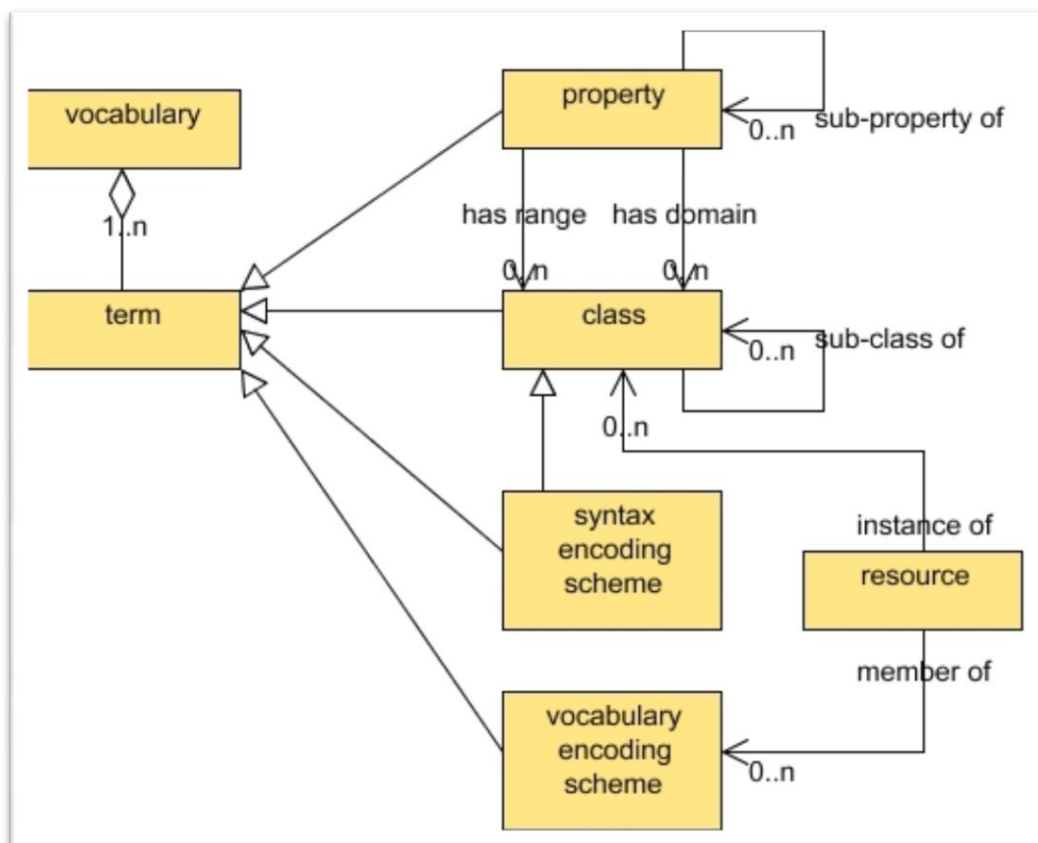 vocabulary
1..n
term
property
0..n
sub-property of
has range
has domain
0..n
0..n
class
0..n
sub-class of
0..n
syntax
encoding
scheme
instance of
resource
member of
vocabulary
encoding
scheme
0..n